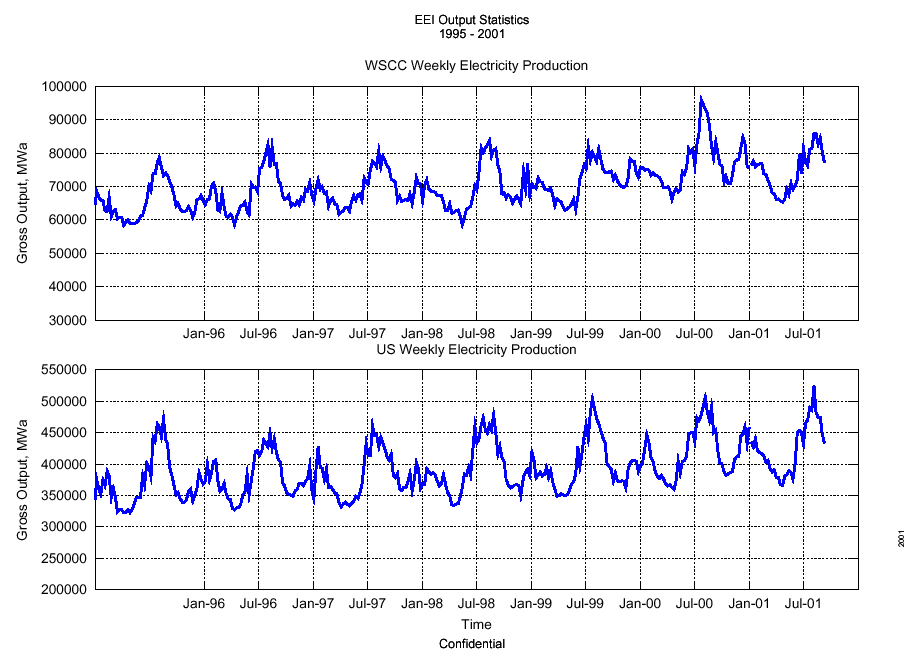 EEI Output Statistics
1995 - 2001
WSCC Weekly Electricity Production
Gross Output, MWa
100000
90000
80000
70000
60000
50000
40000
30000
Jan-96 Jul-96 Jan-97 Jul-97 Jan-98 Jul-98 Jan-99 Jul-99 Jan-00 Jul-00 Jan-01 Jul-01
US Weekly Electricity Production
Gross Output, MWa
550000
500000
450000
400000
350000
300000
250000
200000
Jan-96 Jul-96 Jan-97 Jul-97 Jan-98 Jul-98 Jan-99 Jul-99 Jan-00 Jul-00 Jan-01 Jul-01
Time
Confidential
2001